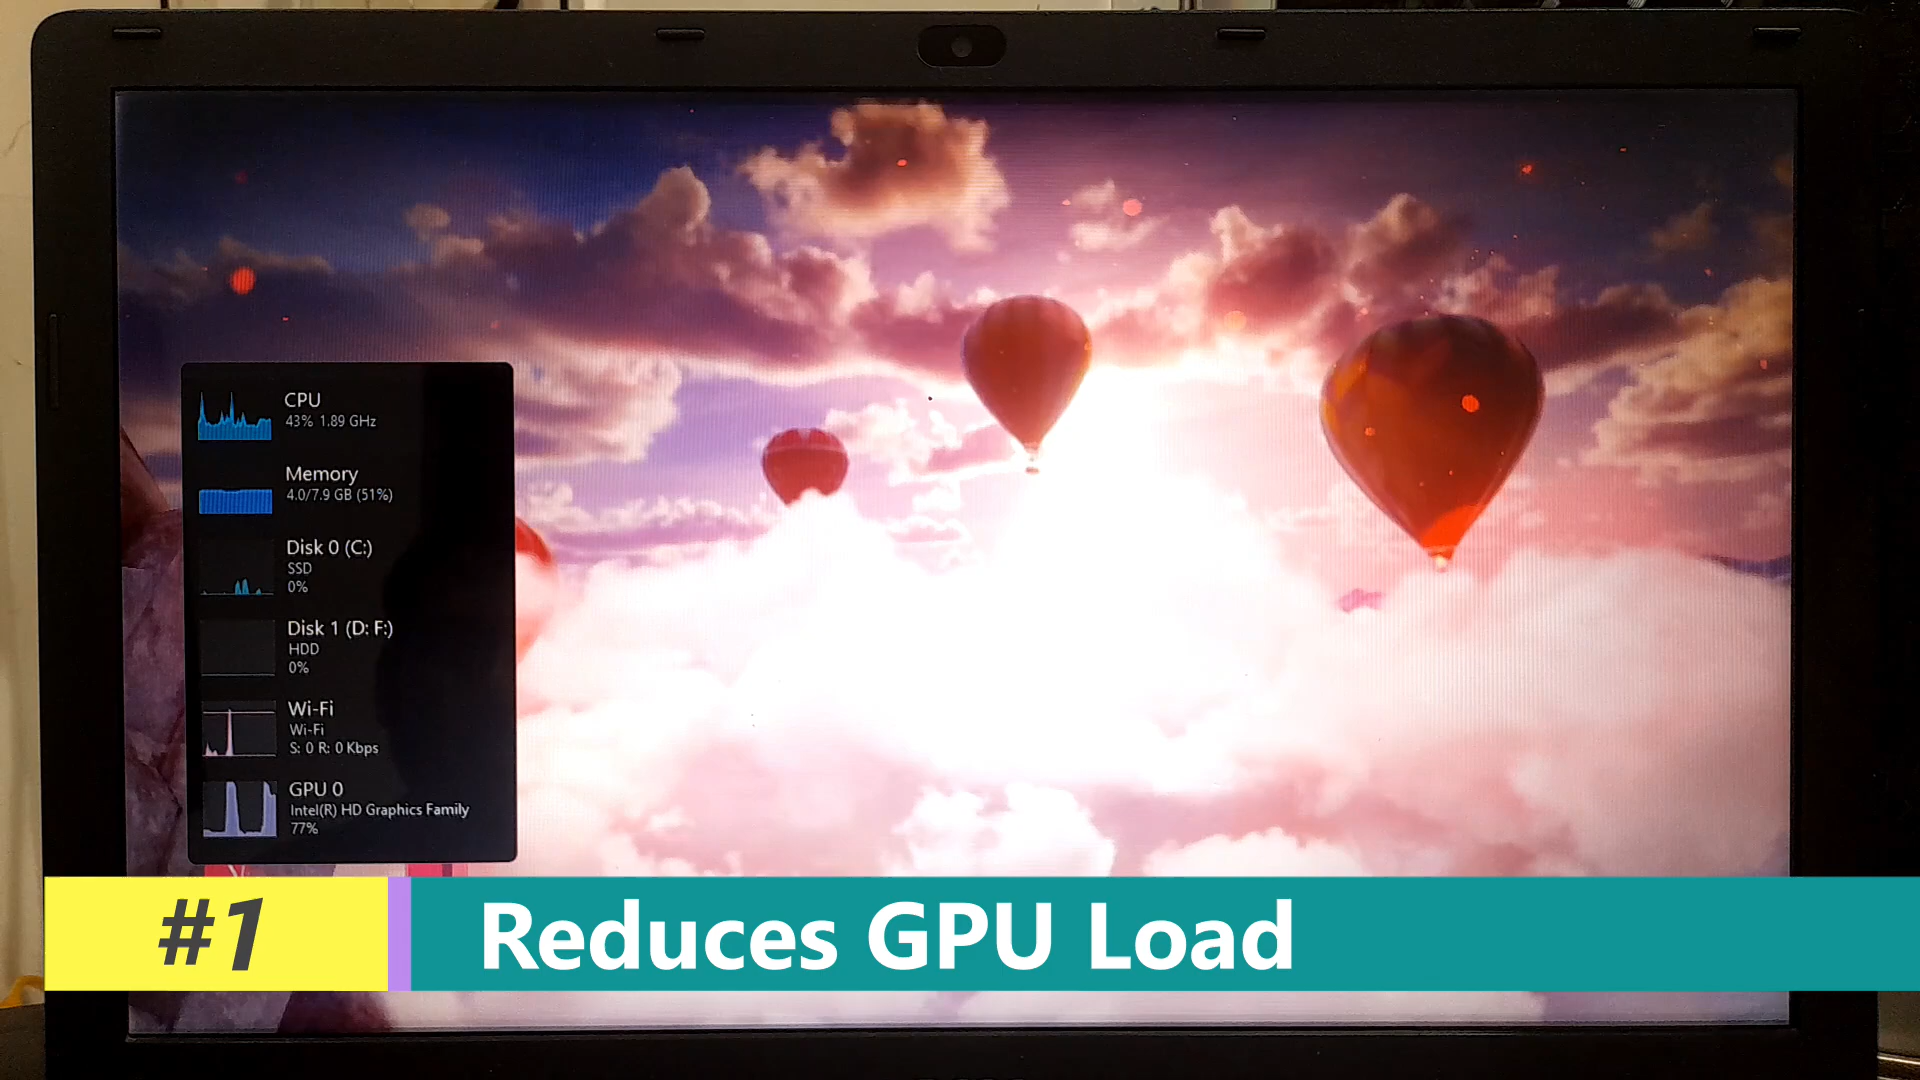 CPU
43% 1.89 GHz
Memory
4.0/7.9 GB (51%)
Disk 0 (C:)
SSD
0%
Disk 1 (D: F:)
HDD
0%
Wi-Fi
Wi-Fi
S: 0 R: 0 Kbps
GPU 0
Intel(R) HD Graphics Family
77%
#1
Reduces GPU Load